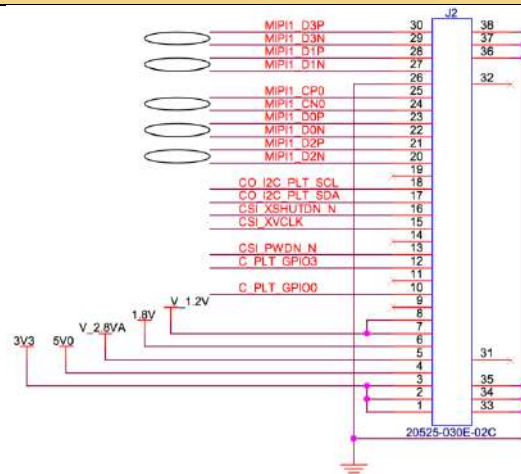 J2
MIPI1_D3P 30 38
MIPI1_D3N 29 37
MIPI1_D1P 28 36
MIPI1_D1N 27
26 32
MIPI1_CP0 25
MIPI1_CN0 24
MIPI1_D0P 23
MIPI1_D0N 22
MIPI1_D2P 21
MIPI1_D2N 20
19
CO_I2C_PLT_SCL 18
CO_I2C_PLT_SDA 17
CSI_XSHUTDN_N 16
CSI_XVCLK 15
14
CSI_PWDN_N 13
C_PLT_GPIO3 12
11
C_PLT_GPIO0 10
V_1.2V 9
1.8V 8
V_2.8VA 7
3V3 5V0 6
5 31
4
3 35
2 34
1 33
20525-030E-02C